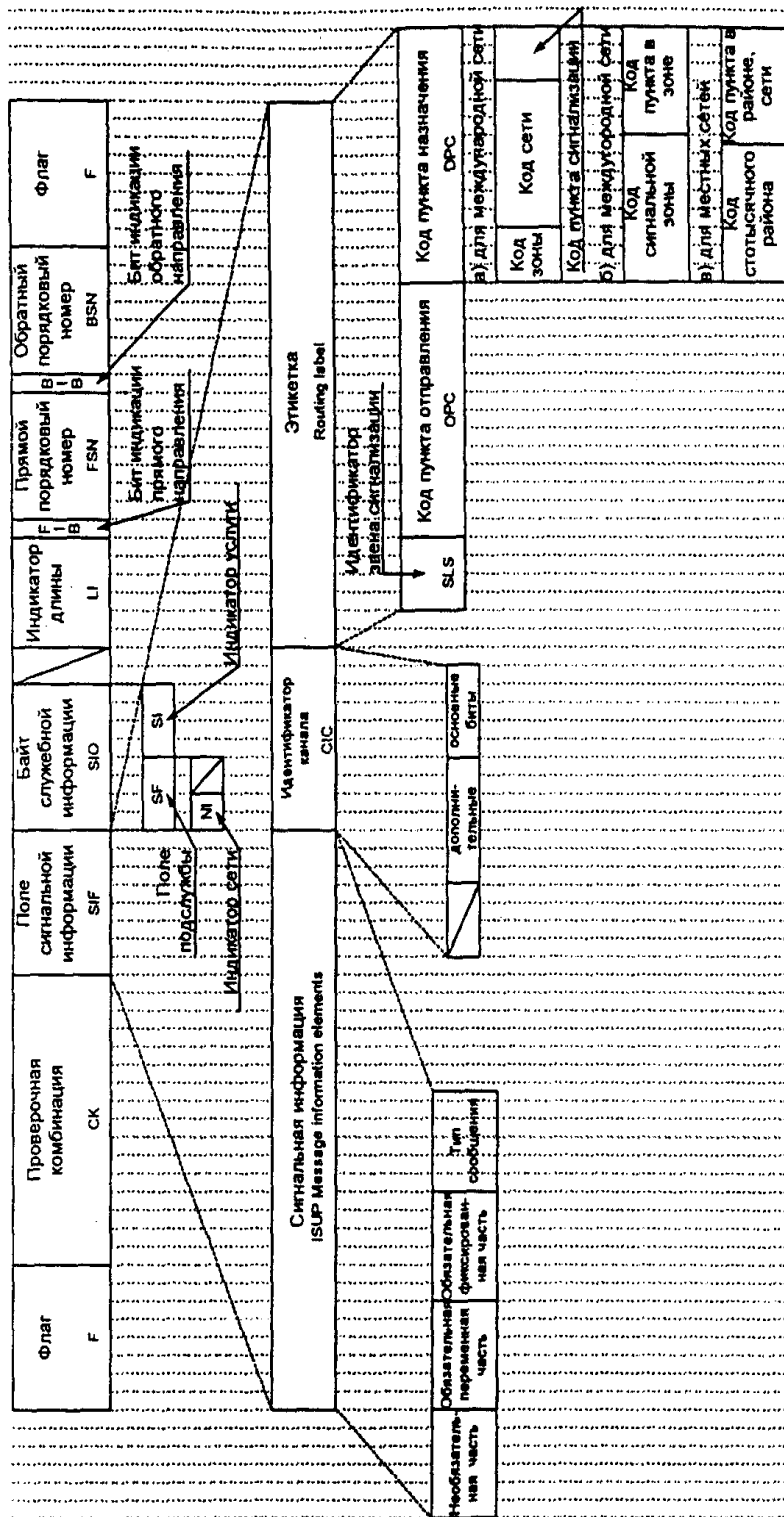 Флаг
F
Проверочная
комбинация
CK
Поле
сигнальной
информации
SIF
Байт
служебной
информации
SIO
Индикатор
длины
LI
F
I
B
Прямой
порядковый
номер
FSN
B
I
B
Обратный
порядковый
номер
BSN
Флаг
F
Поле
подслужбы
SF
SI
NI
Индикатор сети
Индикатор услуги
Бит индикации
прямого
направления
Бит индикации
обратного
направления
Сигнальная информация
ISUP Message information elements
Идентификатор
канала
CIC
Этикетка
Routing label
Идентификатор
звена сигнализации
SLS
Код пункта отправления
OPC
Код пункта назначения
DPC
а) для международной сети
Код
зоны
Код сети
Код пункта сигнализации
б) для междугородной сети
Код
сигнальной
зоны
Код
пункта в
зоне
в) для местных сетей
Код
стотысячного
района
Код пункта в
районе,
сети
дополни-
тельные
основные
биты
Необязатель-
ная часть
Обязательная
переменная
часть
Обязательная
фиксирован-
ная часть
Тип
сообщения